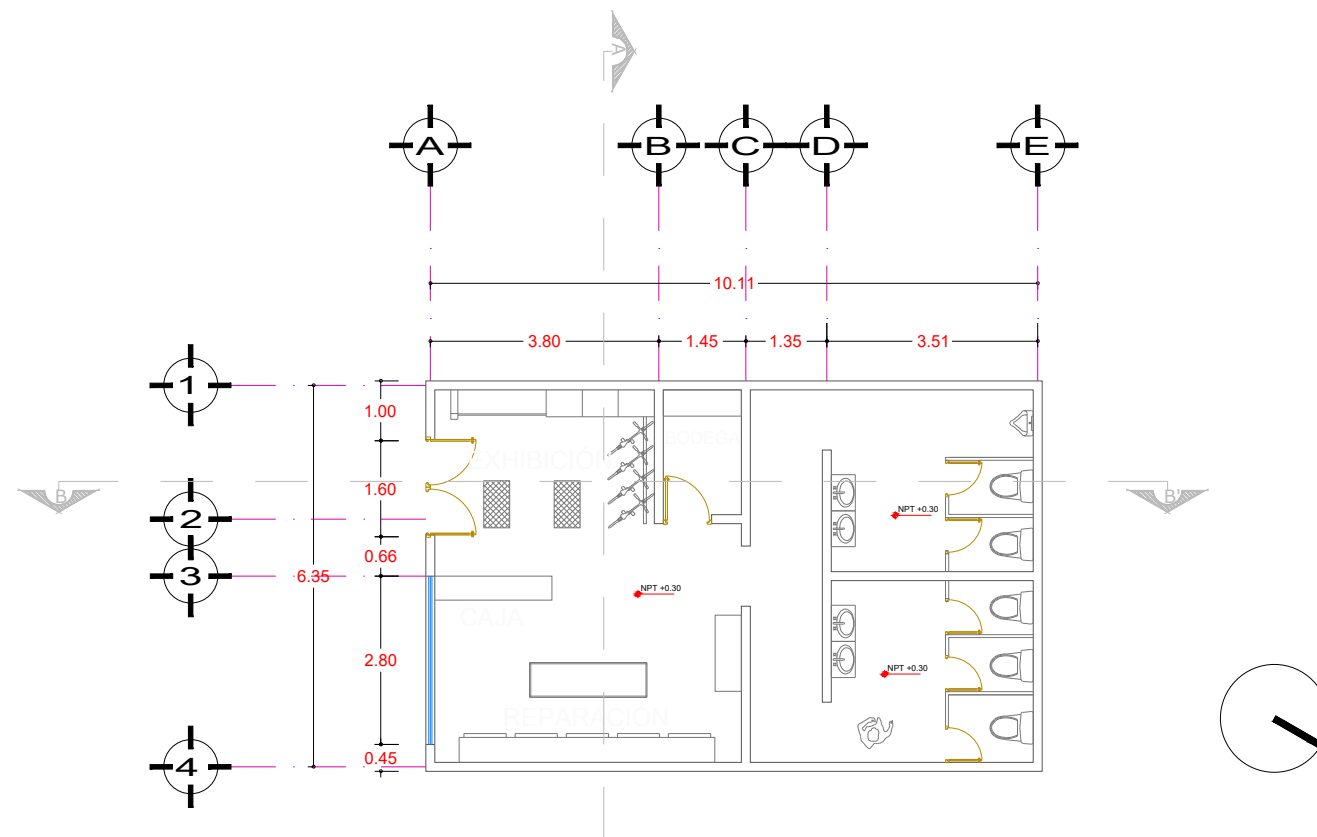 A
A B C D E
10.11
3.80 1.45 1.35 3.51
1
1.00
EXHIBICIÓN
BODEGA
B
1.60
B'
2
NPT +0.30
0.66
3
6.35
NPT +0.30
CAJA
2.80
NPT +0.30
REPARACIÓN
0.45
4